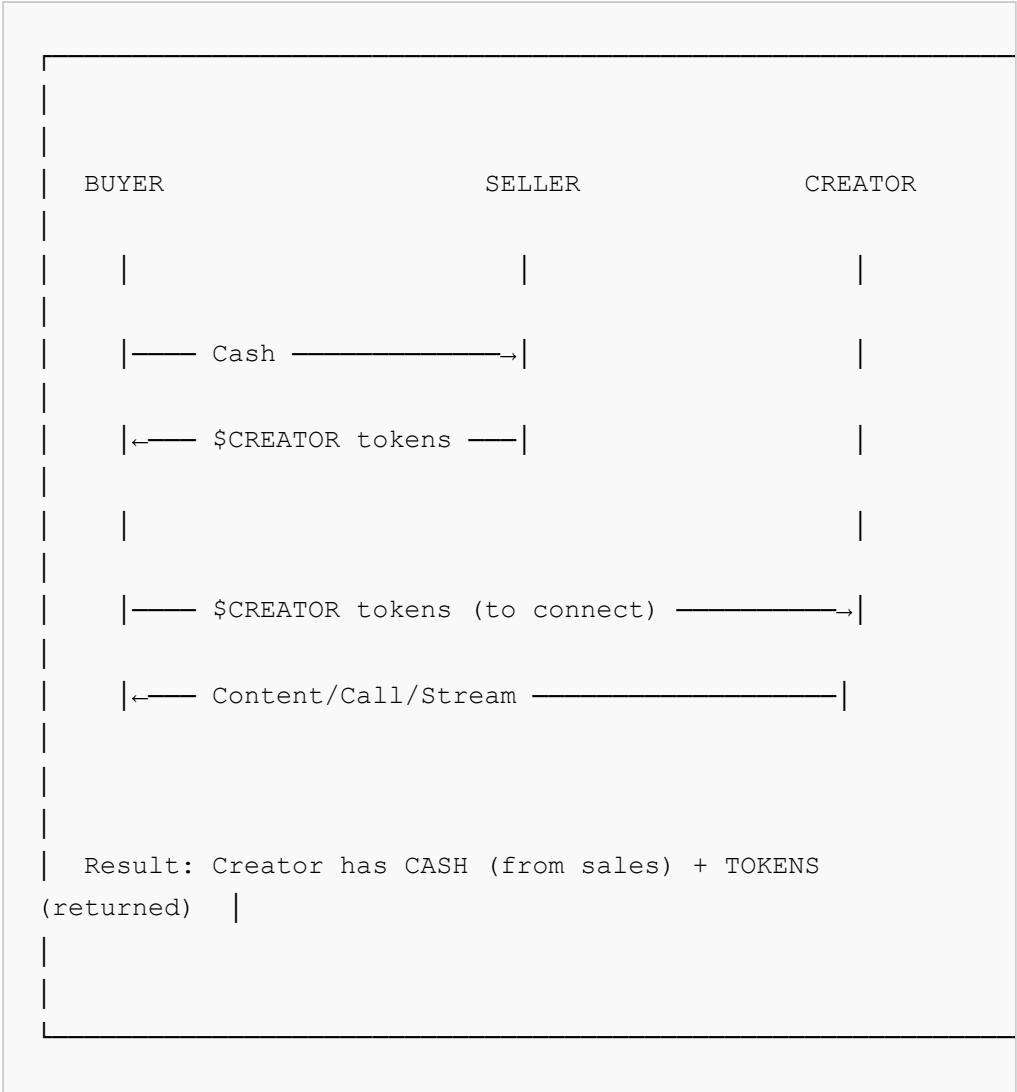 BUYER SELLER CREATOR
Cash
$CREATOR tokens
$CREATOR tokens (to connect)
Content/Call/Stream
Result: Creator has CASH (from sales) + TOKENS
(returned)